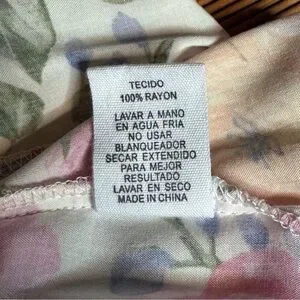 TECIDO
100% RAYON
LAVAR A MANO
EN AGUA FRIA
NO USAR
BLANQUEADOR
SECAR EXTENDIDO
PARA MEJOR
RESULTADO
LAVAR EN SECO
MADE IN CHINA